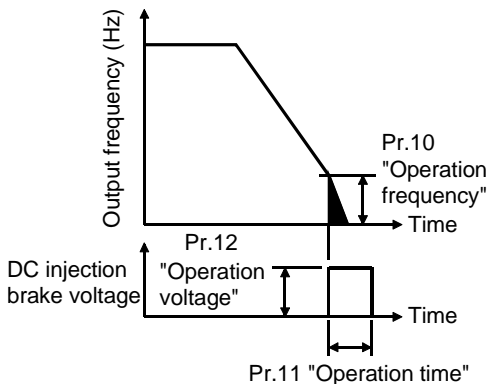 Output frequency (Hz)
Pr.10
"Operation
frequency"
Time
Pr.12
"Operation
voltage"
DC injection
brake voltage
Time
Pr.11 "Operation time"